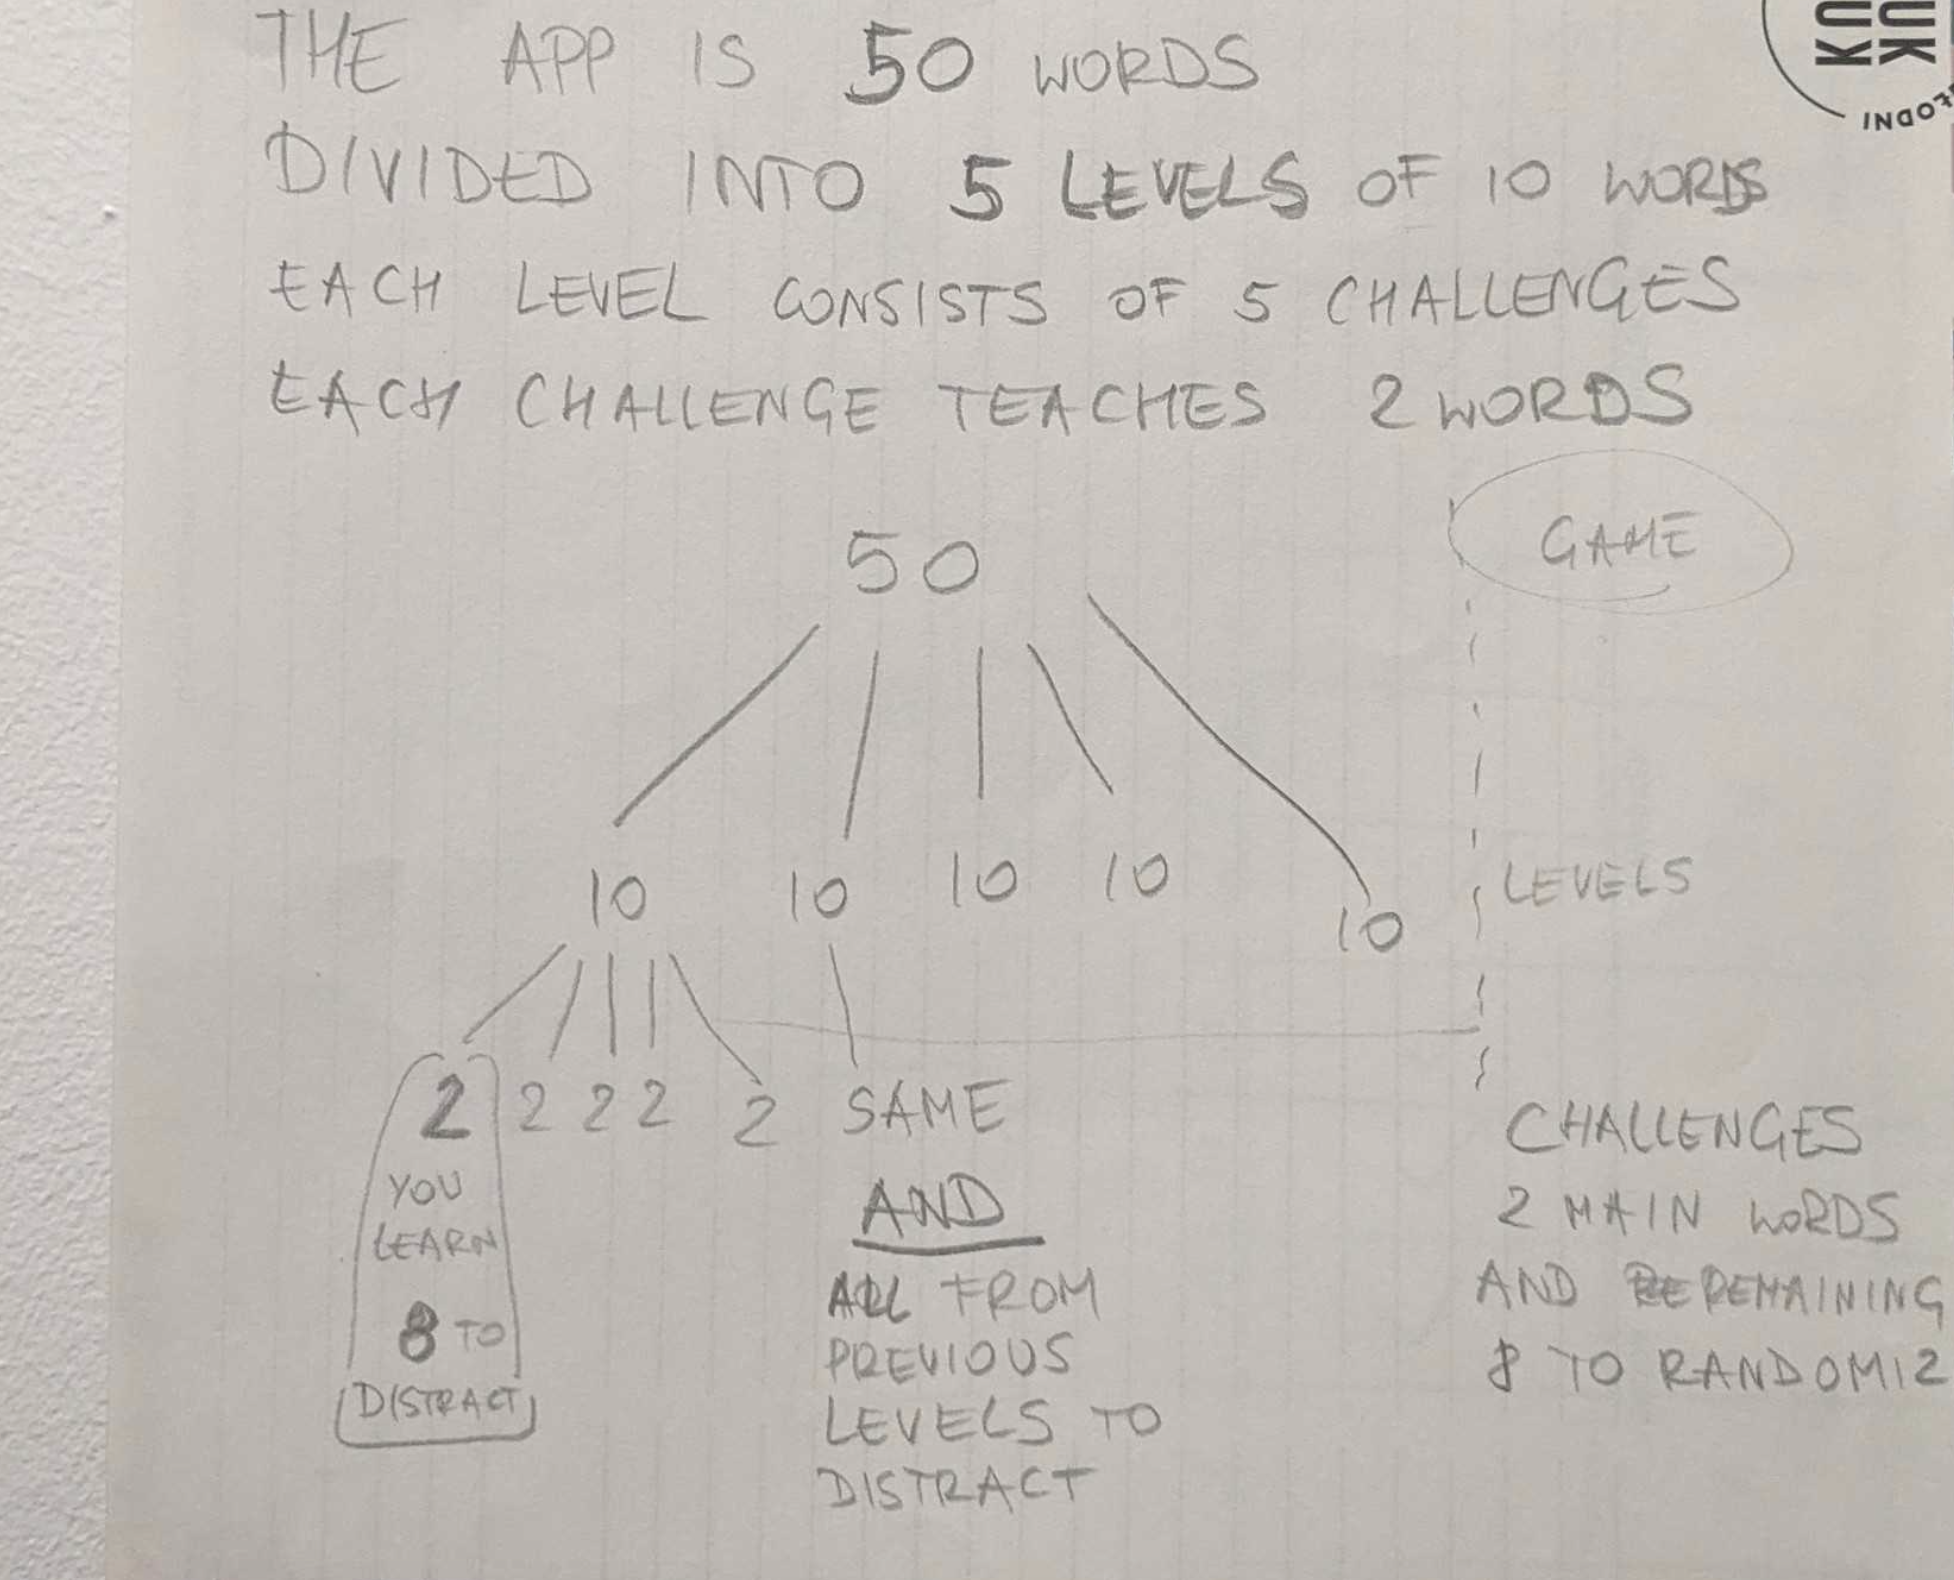 THE APP IS 50 WORDS
DIVIDED INTO 5 LEVELS OF 10 WORDS
EACH LEVEL CONSISTS OF 5 CHALLENGES
EACH CHALLENGE TEACHES 2 WORDS
50
GAME
10 10 10 10 10
LEVELS
2 2 2 2 2 SAME
YOU
LEARN
8 TO
DISTRACT
AND
ALL FROM
PREVIOUS
LEVELS TO
DISTRACT
CHALLENGES
2 MAIN WORDS
AND REMAINING
8 TO RANDOMIZ
UK
UK